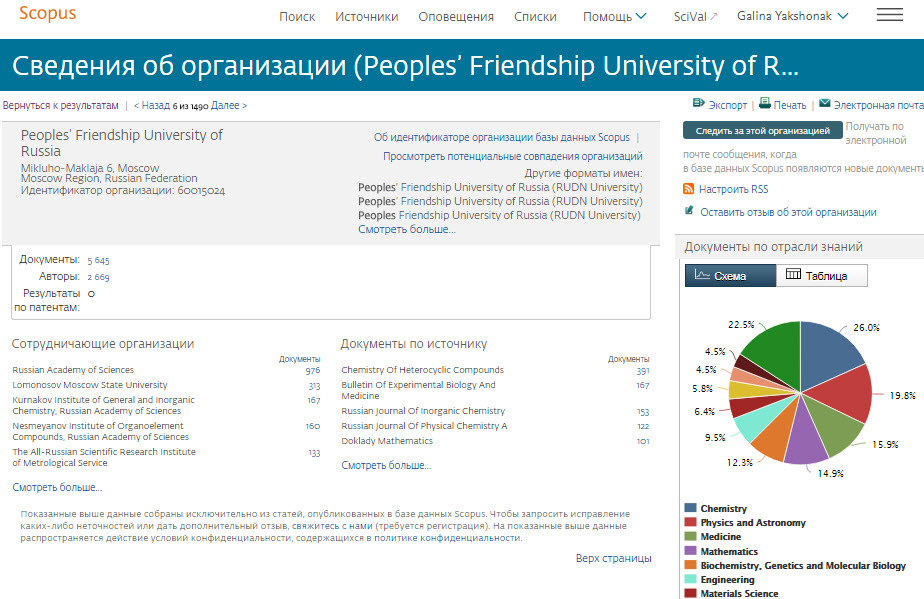 Scopus
Поиск Источники Оповещения Списки Помощь SciVal Galina Yakshonak
Сведения об организации (Peoples' Friendship University of R...
Вернуться к результатам | < Назад 6 из 1490 Далее >
Экспорт | Печать | Электронная почта
Peoples' Friendship University of
Russia
Mikluho-Maklaja 6, Moscow
Moscow Region, Russian Federation
Идентификатор организации: 60015024
Об идентификаторе организации базы данных Scopus |
Просмотреть потенциальные совпадения организаций
Другие форматы имен:
Peoples' Friendship University of Russia (RUDN University)
Peoples' Friendship University of Russia (RUDN University)
Peoples Friendship University of Russia (RUDN University)
Смотреть больше...
Следить за этой организацией Получать по
электронной
почте сообщения, когда
в базе данных Scopus появляются новые документы
Настроить RSS
Оставить отзыв об этой организации
Документы: 5 645
Авторы: 2 669
Результаты 0
по патентам:
Сотрудничающие организации
Документы
Russian Academy of Sciences 976
Lomonosov Moscow State University 313
Kurnakov Institute of General and Inorganic 167
Chemistry, Russian Academy of Sciences
Nesmeyanov Institute of Organoelement 160
Compounds, Russian Academy of Sciences
The All-Russian Scientific Research Institute 133
of Metrological Service
Смотреть больше...
Документы по источнику
Документы
Chemistry Of Heterocyclic Compounds 391
Bulletin Of Experimental Biology And 167
Medicine
Russian Journal Of Inorganic Chemistry 153
Russian Journal Of Physical Chemistry A 122
Doklady Mathematics 101
Смотреть больше...
Показанные выше данные собраны исключительно из статей, опубликованных в базе данных Scopus. Чтобы запросить исправление
каких-либо неточностей или дать дополнительный отзыв, свяжитесь с нами (требуется регистрация). На показанные выше данные
распространяется действие условий конфиденциальности, содержащихся в политике конфиденциальности.
Верх страницы
Документы по отрасли знаний
Схема Таблица
26.0%
19.8%
15.9%
14.9%
12.3%
9.5%
6.4%
5.8%
4.5%
4.5%
22.5%
Chemistry
Physics and Astronomy
Medicine
Mathematics
Biochemistry, Genetics and Molecular Biology
Engineering
Materials Science